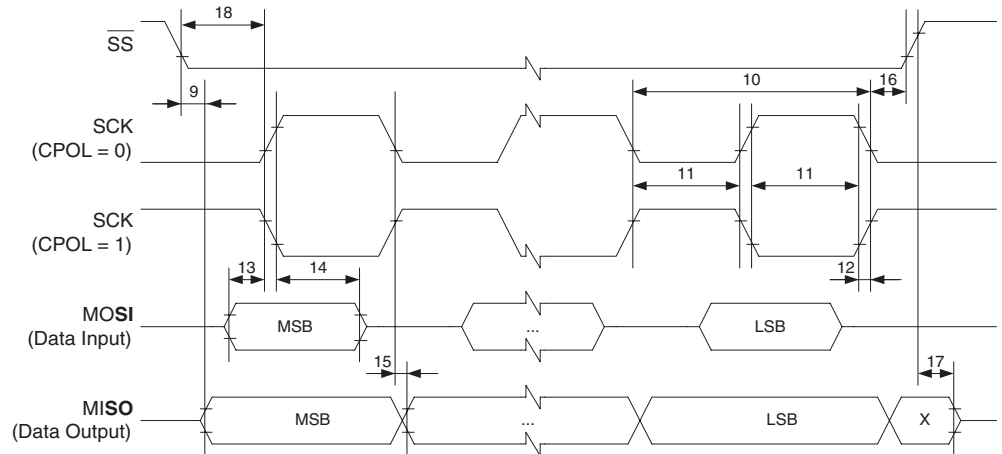 18
SS
9
10
16
SCK
(CPOL = 0)
11
11
SCK
(CPOL = 1)
13
14
12
MOSI
(Data Input)
MSB
...
LSB
15
17
MISO
(Data Output)
MSB
...
LSB
X